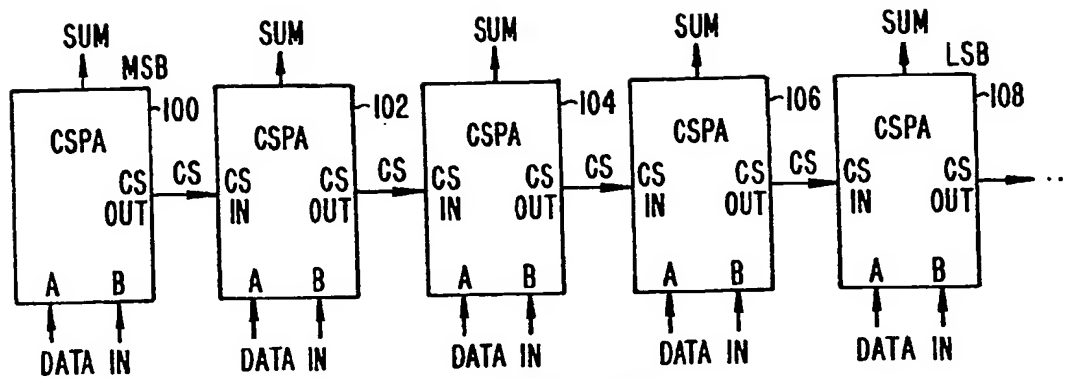 SUM SUM SUM SUM SUM
MSB LSB
100 102 104 106 108
CSPA CSPA CSPA CSPA CSPA
CS CS CS CS
CS OUT CS IN CS OUT CS IN CS OUT CS IN CS OUT CS IN CS OUT
A B A B A B A B A B
DATA IN DATA IN DATA IN DATA IN DATA IN